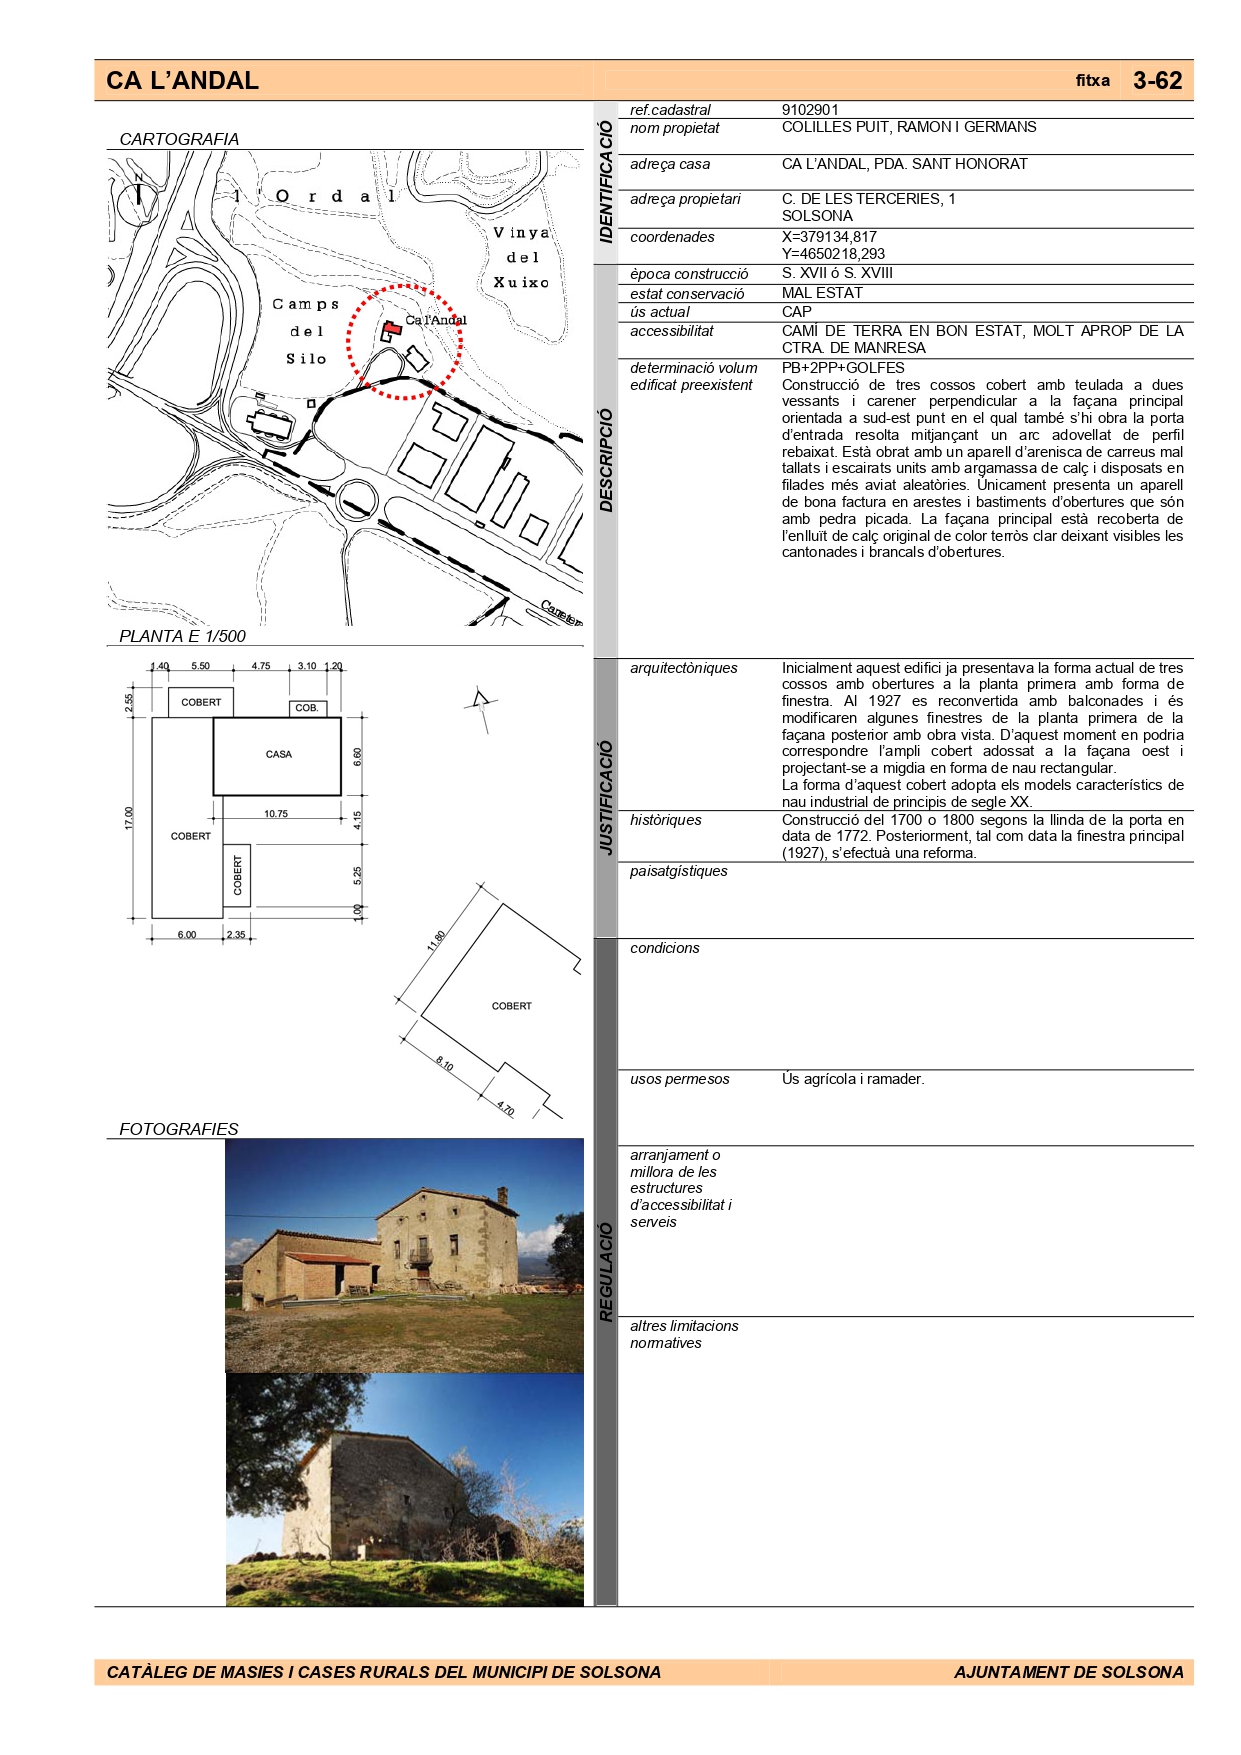 CA L'ANDAL
fitxa 3-62
CARTOGRAFIA
N
l' O r d a l
Vinya
del
Xuixo
Camps
del
Silo
Ca l'Andal
PLANTA E 1/500
1.40 5.50 4.75 3.10 1.20
2.55
COBERT
COB.
CASA
6.60
10.75
17.00
4.15
COBERT
COBERT
5.25
1.00
6.00 2.35
11.80
COBERT
8.10
4.70
FOTOGRAFIES
IDENTIFICACIÓ
ref.cadastral 9102901
nom propietat COLILLES PUIT, RAMON I GERMANS
adreça casa CA L'ANDAL, PDA. SANT HONORAT
adreça propietari C. DE LES TERCERIES, 1
SOLSONA
coordenades X=379134,817
Y=4650218,293
DESCRIPCIÓ
època construcció S. XVII ó S. XVIII
estat conservació MAL ESTAT
ús actual CAP
accessibilitat CAMÍ DE TERRA EN BON ESTAT, MOLT APROP DE LA
CTRA. DE MANRESA
determinació volum PB+2PP+GOLFES
edificat preexistent Construcció de tres cossos cobert amb teulada a dues
vessants i carener perpendicular a la façana principal
orientada a sud-est punt en el qual també s'hi obra la porta
d'entrada resolta mitjançant un arc adovellat de perfil
rebaixat. Està obrat amb un aparell d'arenisca de carreus mal
tallats i escairats units amb argamassa de calç i disposats en
filades més aviat aleatòries. Únicament presenta un aparell
de bona factura en arestes i bastiments d'obertures que són
amb pedra picada. La façana principal està recoberta de
l'enlluït de calç original de color terròs clar deixant visibles les
cantonades i brancals d'obertures.
JUSTIFICACIÓ
arquitectòniques Inicialment aquest edifici ja presentava la forma actual de tres
cossos amb obertures a la planta primera amb forma de
finestra. Al 1927 es reconvertida amb balconades i és
modificaren algunes finestres de la planta primera de la
façana posterior amb obra vista. D'aquest moment en podria
correspondre l'ampli cobert adossat a la façana oest i
projectant-se a migdia en forma de nau rectangular.
La forma d'aquest cobert adopta els models característics de
nau industrial de principis de segle XX.
històriques Construcció del 1700 o 1800 segons la llinda de la porta en
data de 1772. Posteriorment, tal com data la finestra principal
(1927), s'efectuà una reforma.
paisatgístiques
REGULACIÓ
condicions
usos permesos Ús agrícola i ramader.
arranjament o
millora de les
estructures
d'accessibilitat i
serveis
altres limitacions
normatives
CATÀLEG DE MASIES I CASES RURALS DEL MUNICIPI DE SOLSONA
AJUNTAMENT DE SOLSONA